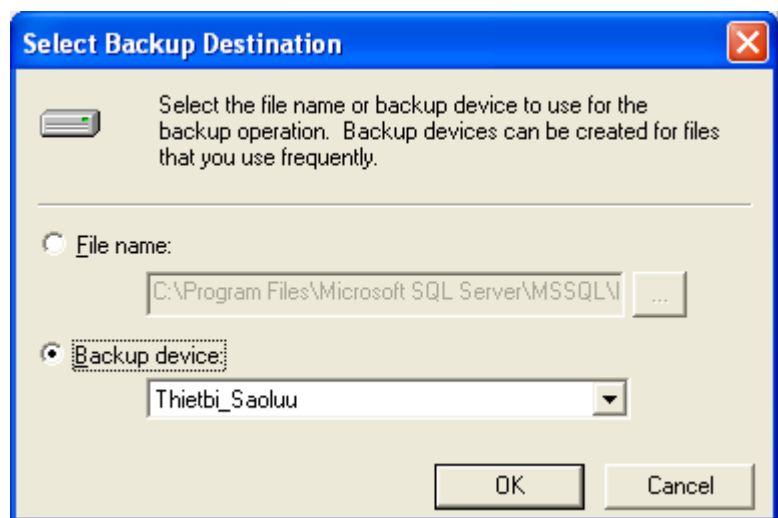 Select Backup Destination
Select the file name or backup device to use for the
backup operation. Backup devices can be created for files
that you use frequently.
File name:
C:\Program Files\Microsoft SQL Server\MSSQL\
...
Backup device:
Thietbi_Saoluu
OK
Cancel